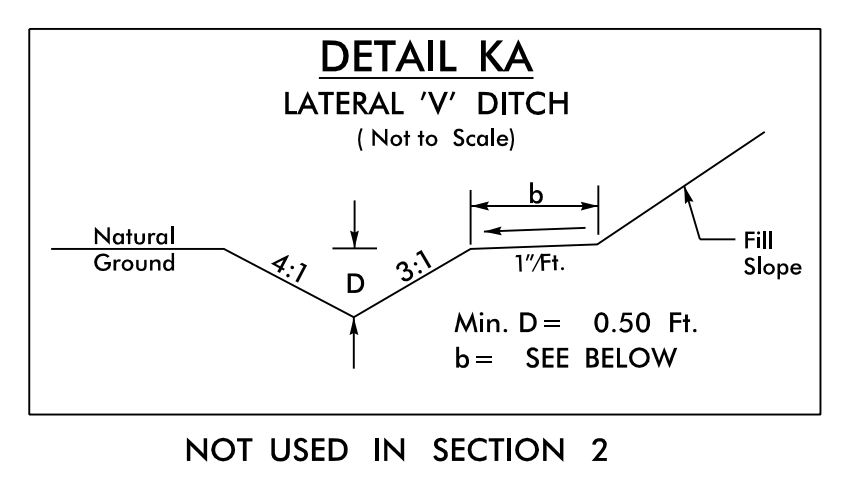 DETAIL KA
LATERAL 'V' DITCH
( Not to Scale)
b
Natural
Ground
4:1
D
3:1
1"/Ft.
Fill
Slope
Min. D = 0.50 Ft.
b = SEE BELOW
NOT USED IN SECTION 2